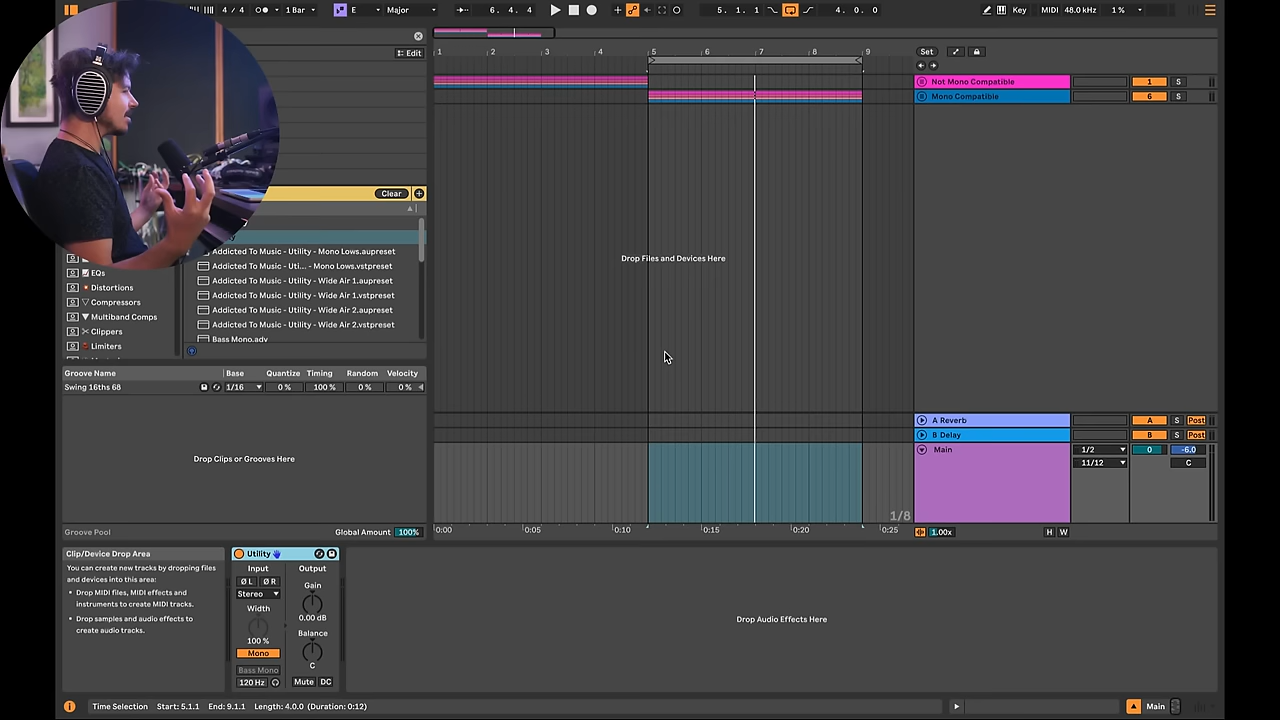 4 / 4
1 Bar
E
Major
6. 4. 4
5. 1. 1
4. 0. 0
Key
MIDI
48.0 kHz
1 %
Edit
1
2
3
4
5
6
7
8
9
Set
Not Mono Compatible
1
S
Mono Compatible
6
S
Clear
Addicted To Music - Utility - Mono Lows.aupreset
Addicted To Music - Uti... - Mono Lows.vstpreset
Addicted To Music - Utility - Wide Air 1.aupreset
Addicted To Music - Utility - Wide Air 1.vstpreset
Addicted To Music - Utility - Wide Air 2.aupreset
Addicted To Music - Utility - Wide Air 2.vstpreset
Bass Mono.adv
EQs
Distortions
Compressors
Multiband Comps
Clippers
Limiters
Drop Files and Devices Here
Groove Name
Base
Quantize
Timing
Random
Velocity
Swing 16ths 68
1/16
0 %
100 %
0 %
0 %
Drop Clips or Grooves Here
Groove Pool
Global Amount
100%
A Reverb
A
S
Post
B Delay
B
S
Post
Main
1/2
0
-6.0
11/12
C
1/8
0:00
0:05
0:10
0:15
0:20
0:25
1.00x
H
W
Clip/Device Drop Area
You can create new tracks by dropping files
and devices into this area:
• Drop MIDI files, MIDI effects and
instruments to create MIDI tracks.
• Drop samples and audio effects to
create audio tracks.
Utility
Input
Output
Ø L
Ø R
Stereo
Gain
Width
0.00 dB
100 %
Balance
Mono
C
Bass Mono
120 Hz
Mute
DC
Drop Audio Effects Here
Time Selection
Start: 5.1.1
End: 9.1.1
Length: 4.0.0
(Duration: 0:12)
Main